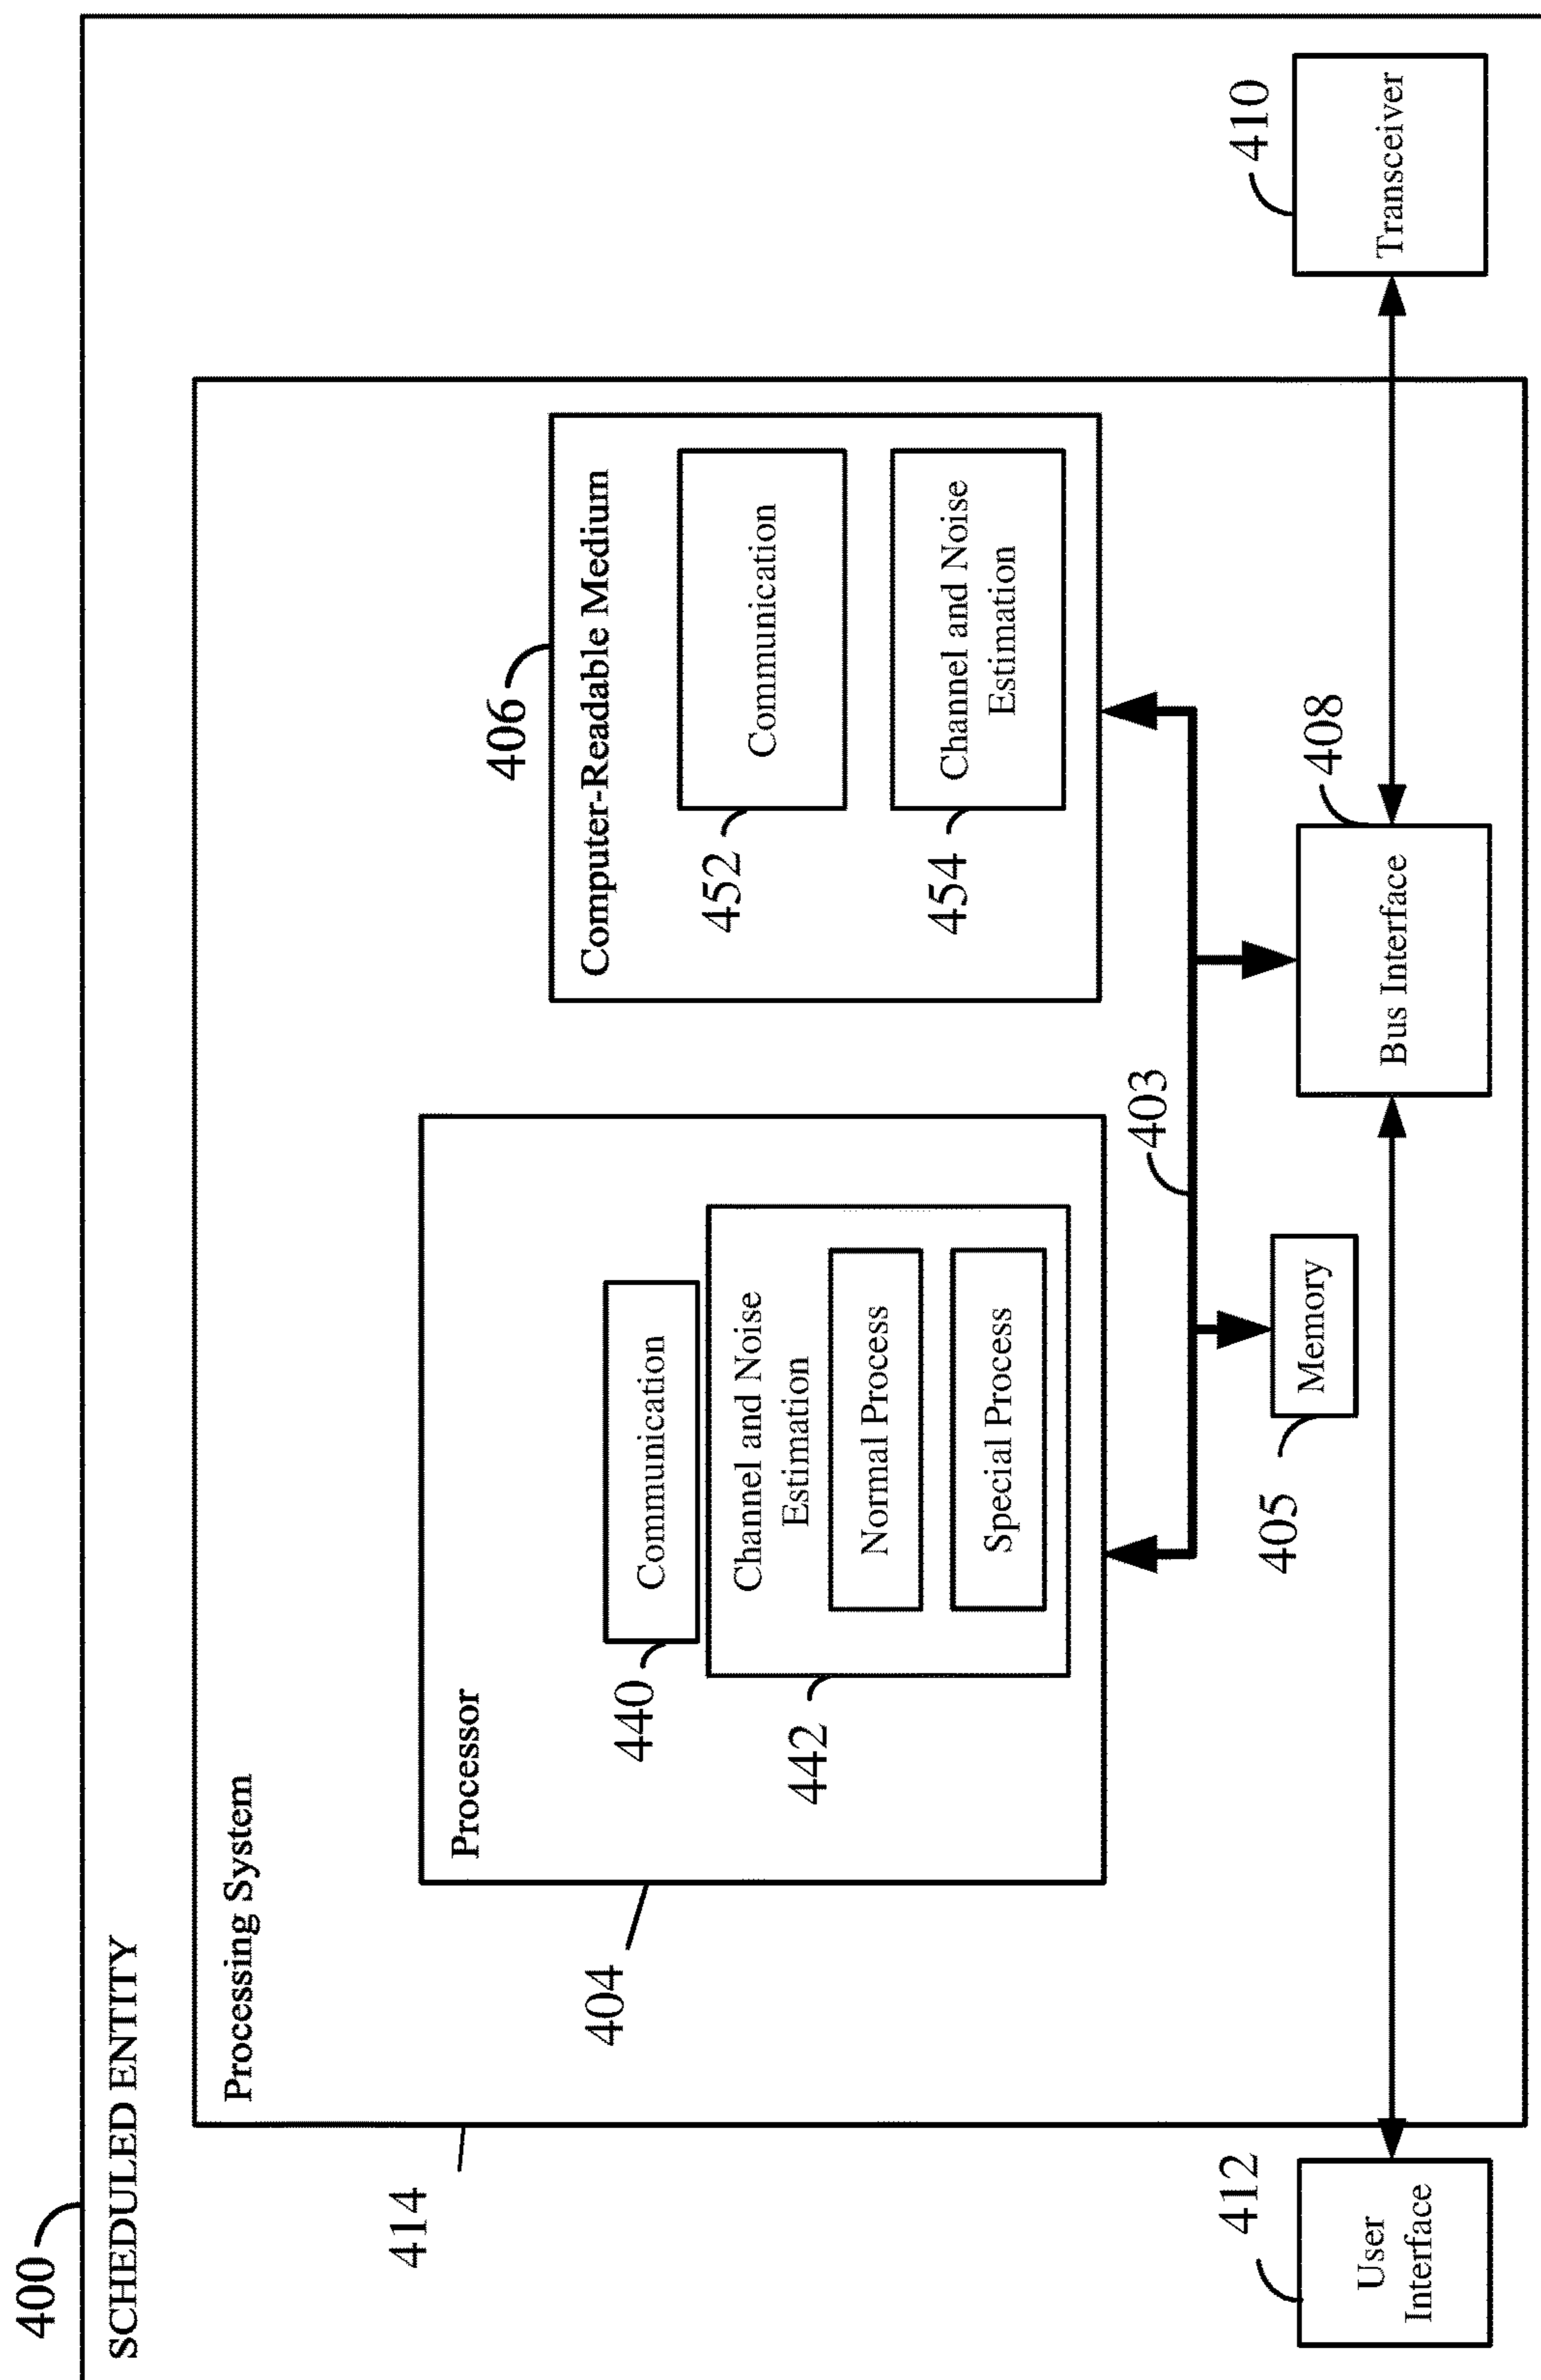 400
SCHEDULED ENTITY
414
Processing System
404
Processor
440
Communication
442
Channel and Noise
Estimation
Normal Process
Special Process
406
Computer-Readable Medium
452
Communication
454
Channel and Noise
Estimation
403
405
Memory
408
Bus Interface
412
User
Interface
410
Transceiver